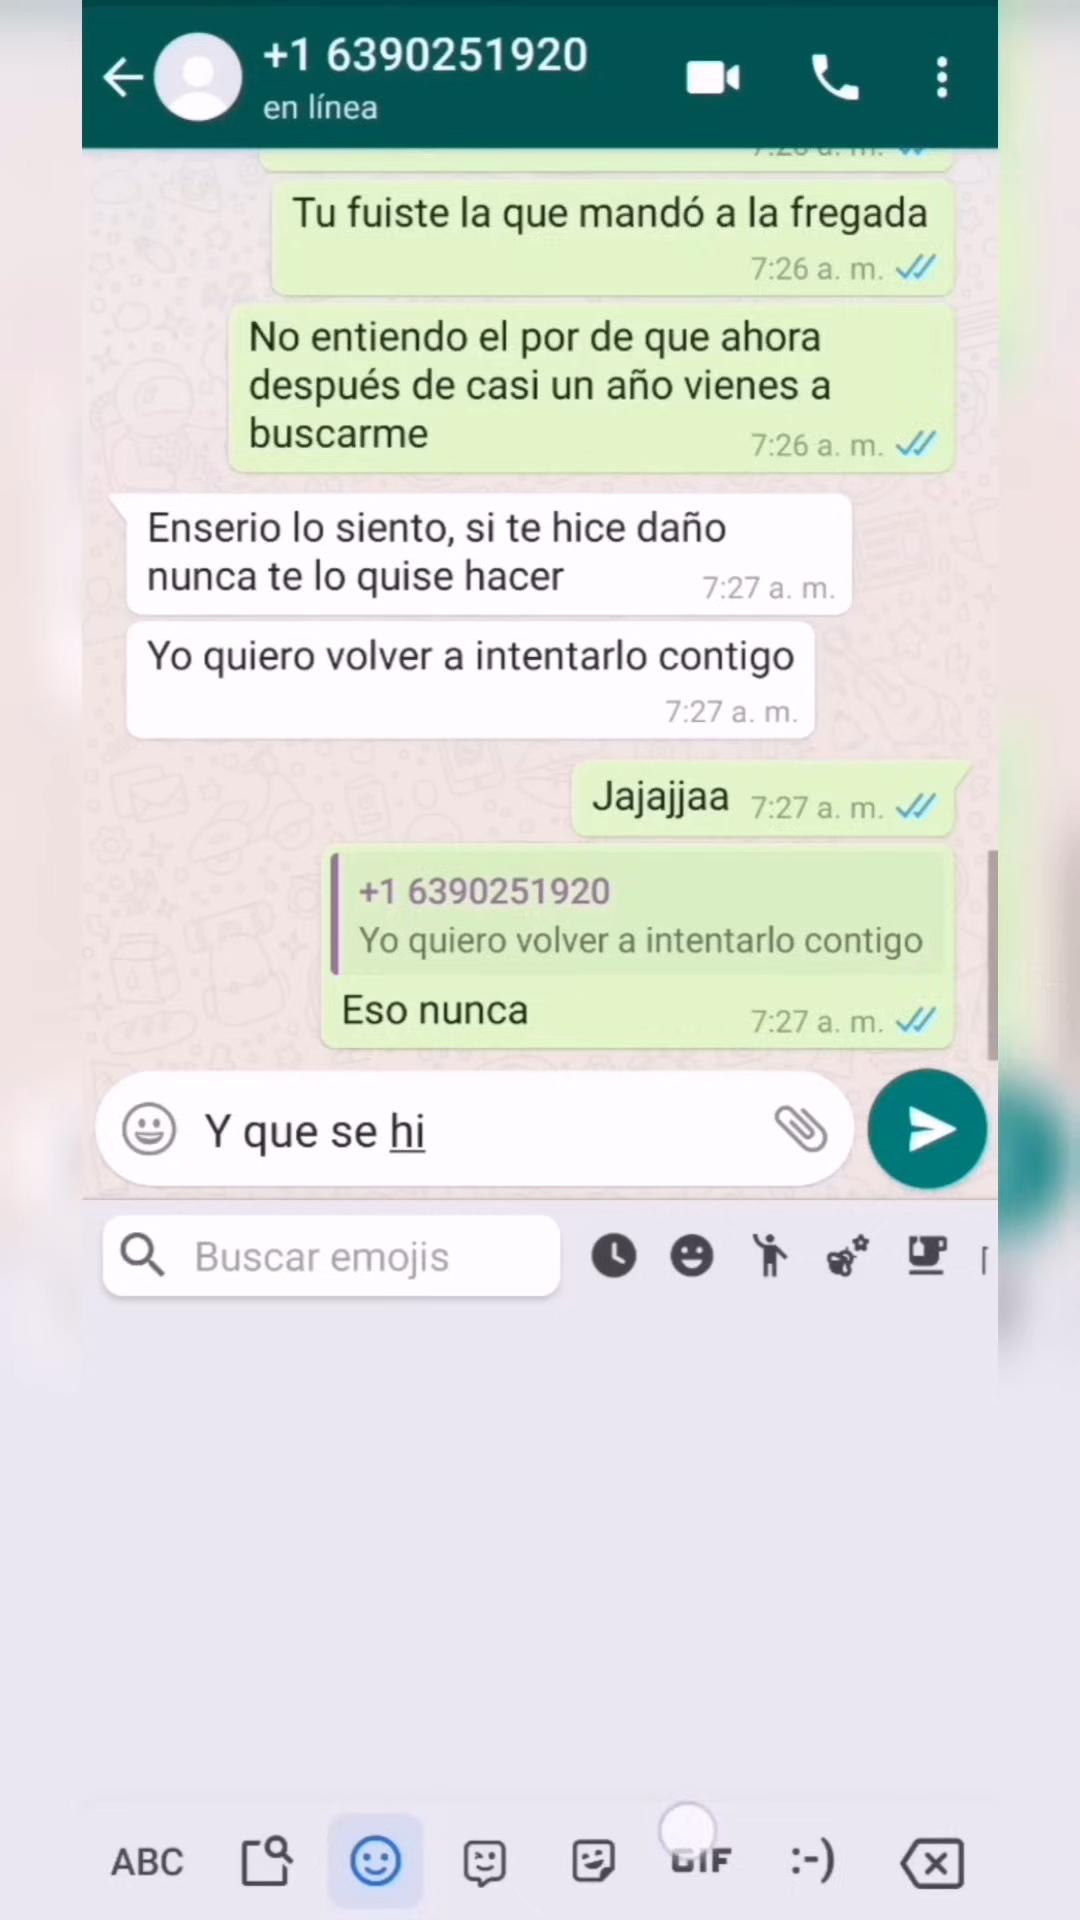 +1 6390251920
en línea
Tu fuiste la que mandó a la fregada
7:26 a. m.
No entiendo el por de que ahora
después de casi un año vienes a
buscarme
7:26 a. m.
Enserio lo siento, si te hice daño
nunca te lo quise hacer
7:27 a. m.
Yo quiero volver a intentarlo contigo
7:27 a. m.
Jajajjaa 7:27 a. m.
+1 6390251920
Yo quiero volver a intentarlo contigo
Eso nunca
7:27 a. m.
Y que se hi
Buscar emojis
ABC
GIF
:-)